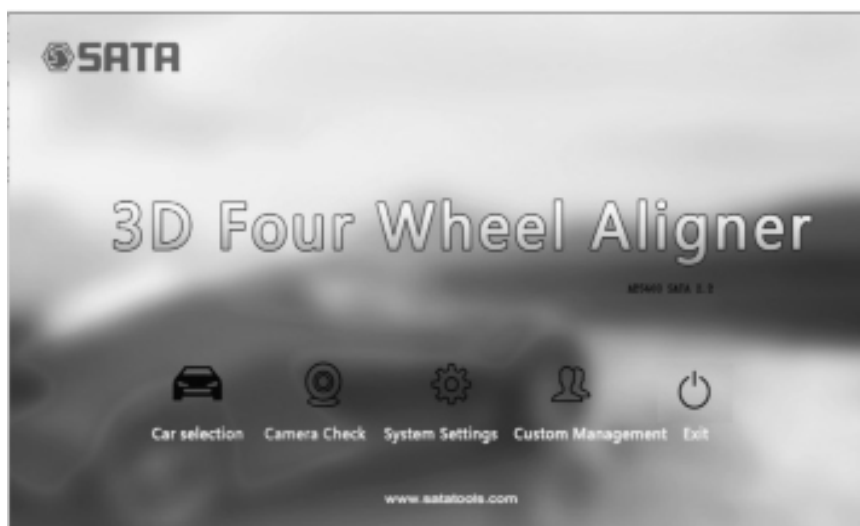 SATA
3D Four Wheel Aligner
Car selection Camera Check System Settings Custom Management Exit
www.satatools.com